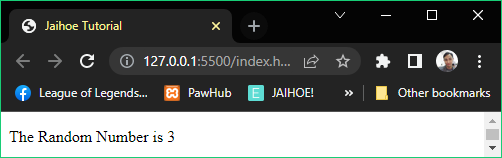 Jaihoe Tutorial
127.0.0.1:5500/index.h...
League of Legends... PawHub E JAIHOE! » Other bookmarks
The Random Number is 3